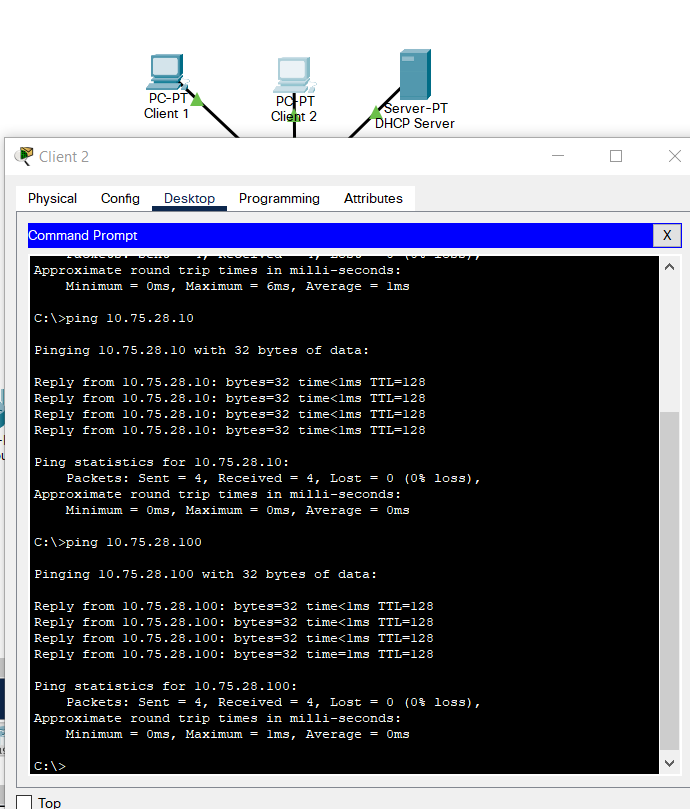 PC-PT
Client 1
PC-PT
Client 2
Server-PT
DHCP Server
Client 2
Physical Config Desktop Programming Attributes
Command Prompt
X
Packets: Sent = 4, Received = 4, Lost = 0 (0% loss),
Approximate round trip times in milli-seconds:
Minimum = 0ms, Maximum = 6ms, Average = 1ms
C:\>ping 10.75.28.10
Pinging 10.75.28.10 with 32 bytes of data:
Reply from 10.75.28.10: bytes=32 time<1ms TTL=128
Reply from 10.75.28.10: bytes=32 time<1ms TTL=128
Reply from 10.75.28.10: bytes=32 time<1ms TTL=128
Reply from 10.75.28.10: bytes=32 time<1ms TTL=128
Ping statistics for 10.75.28.10:
Packets: Sent = 4, Received = 4, Lost = 0 (0% loss),
Approximate round trip times in milli-seconds:
Minimum = 0ms, Maximum = 0ms, Average = 0ms
C:\>ping 10.75.28.100
Pinging 10.75.28.100 with 32 bytes of data:
Reply from 10.75.28.100: bytes=32 time<1ms TTL=128
Reply from 10.75.28.100: bytes=32 time<1ms TTL=128
Reply from 10.75.28.100: bytes=32 time<1ms TTL=128
Reply from 10.75.28.100: bytes=32 time=1ms TTL=128
Ping statistics for 10.75.28.100:
Packets: Sent = 4, Received = 4, Lost = 0 (0% loss),
Approximate round trip times in milli-seconds:
Minimum = 0ms, Maximum = 1ms, Average = 0ms
C:\>
Top